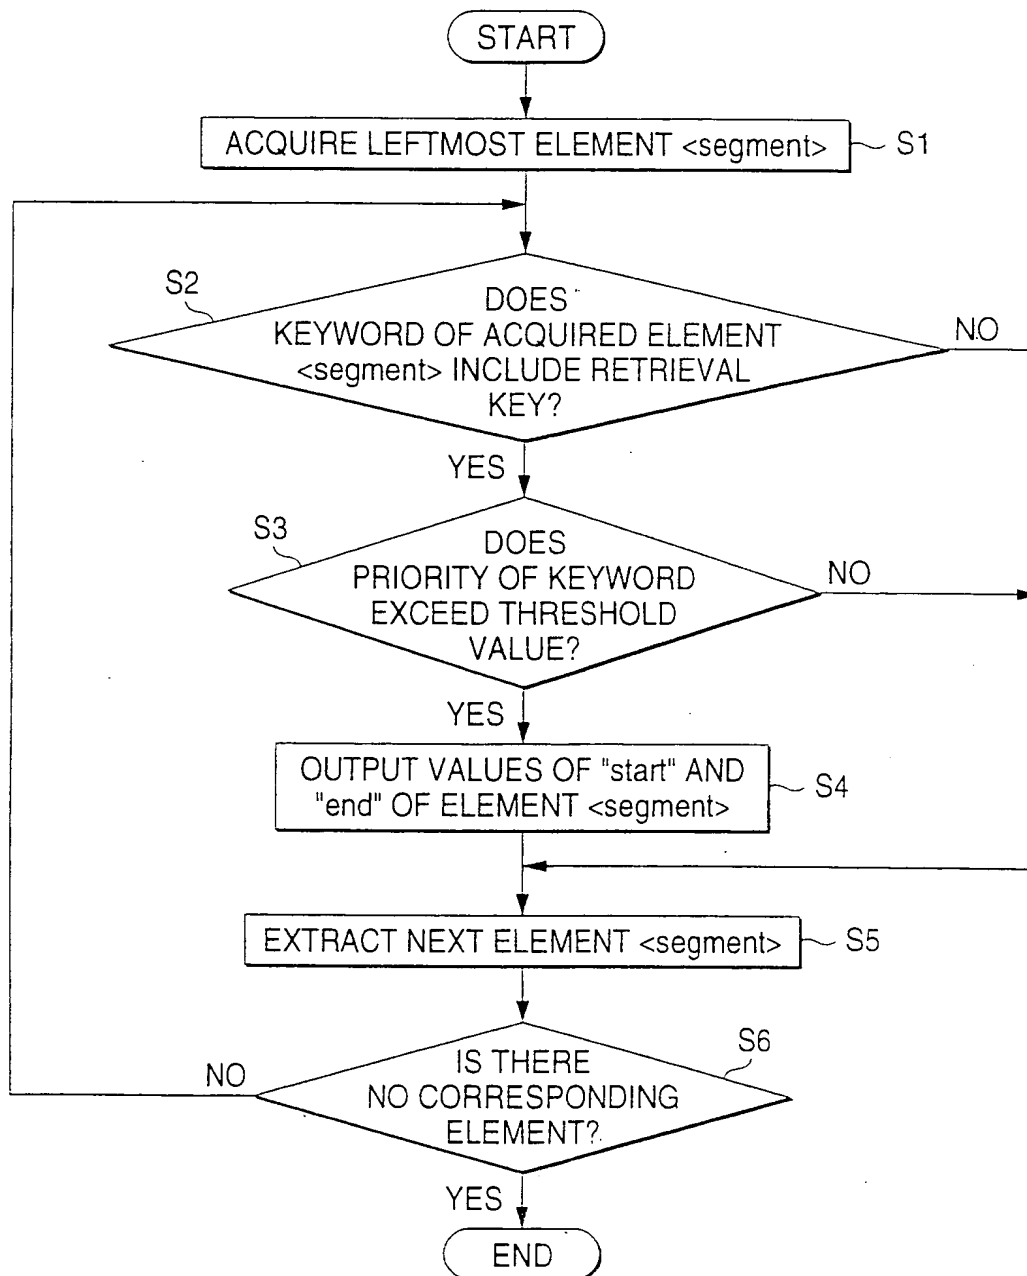 START
ACQUIRE LEFTMOST ELEMENT <segment>
S1
S2
DOES
KEYWORD OF ACQUIRED ELEMENT
<segment> INCLUDE RETRIEVAL
KEY?
NO
YES
S3
DOES
PRIORITY OF KEYWORD
EXCEED THRESHOLD
VALUE?
NO
YES
OUTPUT VALUES OF "start" AND
"end" OF ELEMENT <segment>
S4
EXTRACT NEXT ELEMENT <segment>
S5
S6
IS THERE
NO CORRESPONDING
ELEMENT?
NO
YES
END